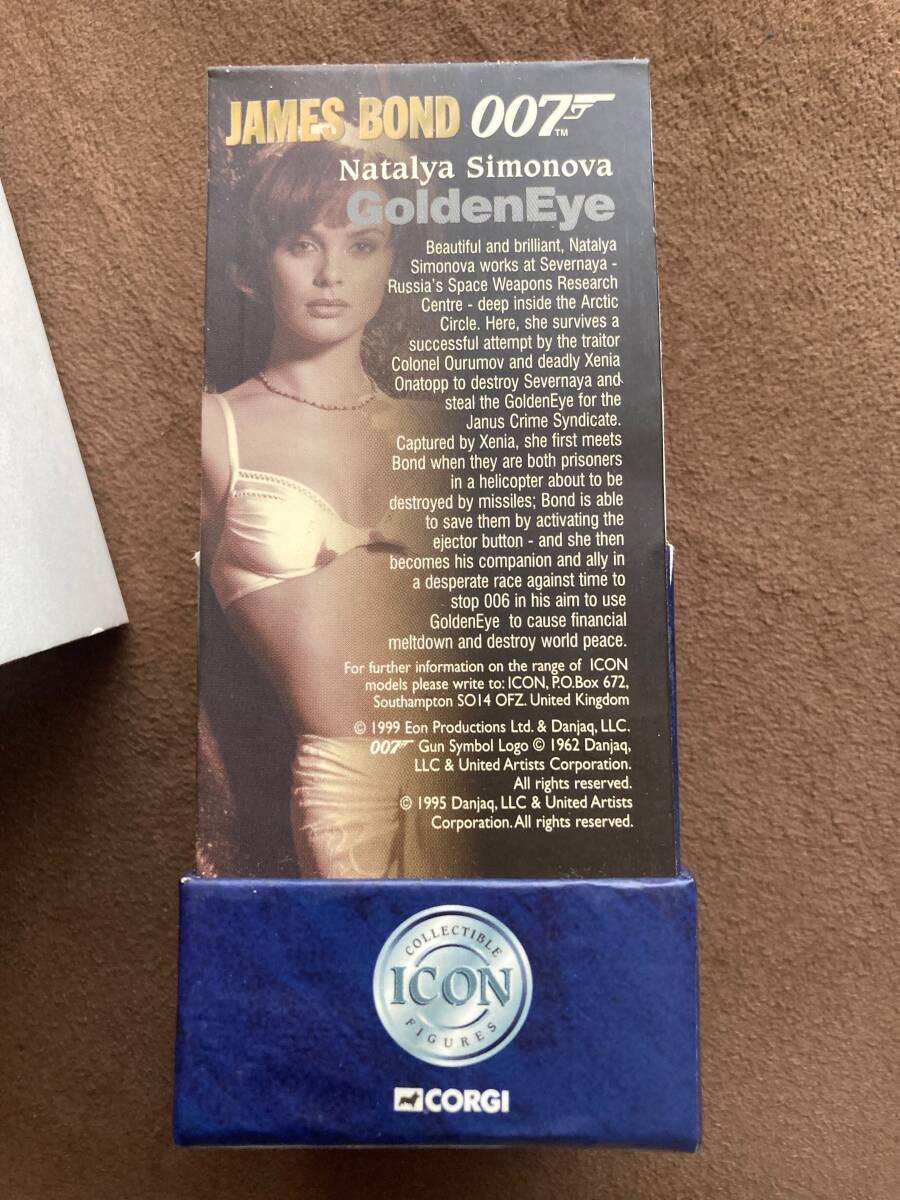 JAMES BOND 007 TM
Natalya Simonova
GoldenEye
Beautiful and brilliant, Natalya
Simonova works at Severnaya -
Russia's Space Weapons Research
Centre - deep inside the Arctic
Circle. Here, she survives a
successful attempt by the traitor
Colonel Ourumov and deadly Xenia
Onatopp to destroy Severnaya and
steal the GoldenEye for the
Janus Crime Syndicate.
Captured by Xenia, she first meets
Bond when they are both prisoners
in a helicopter about to be
destroyed by missiles; Bond is able
to save them by activating the
ejector button - and she then
becomes his companion and ally in
a desperate race against time to
stop 006 in his aim to use
GoldenEye to cause financial
meltdown and destroy world peace.
For further information on the range of ICON
models please write to: ICON, P.O.Box 672,
Southampton SO14 OFZ. United Kingdom
© 1999 Eon Productions Ltd. & Danjaq, LLC.
007 Gun Symbol Logo © 1962 Danjaq,
LLC & United Artists Corporation.
All rights reserved.
© 1995 Danjaq, LLC & United Artists
Corporation. All rights reserved.
COLLECTIBLE
ICON
FIGURES
CORGI